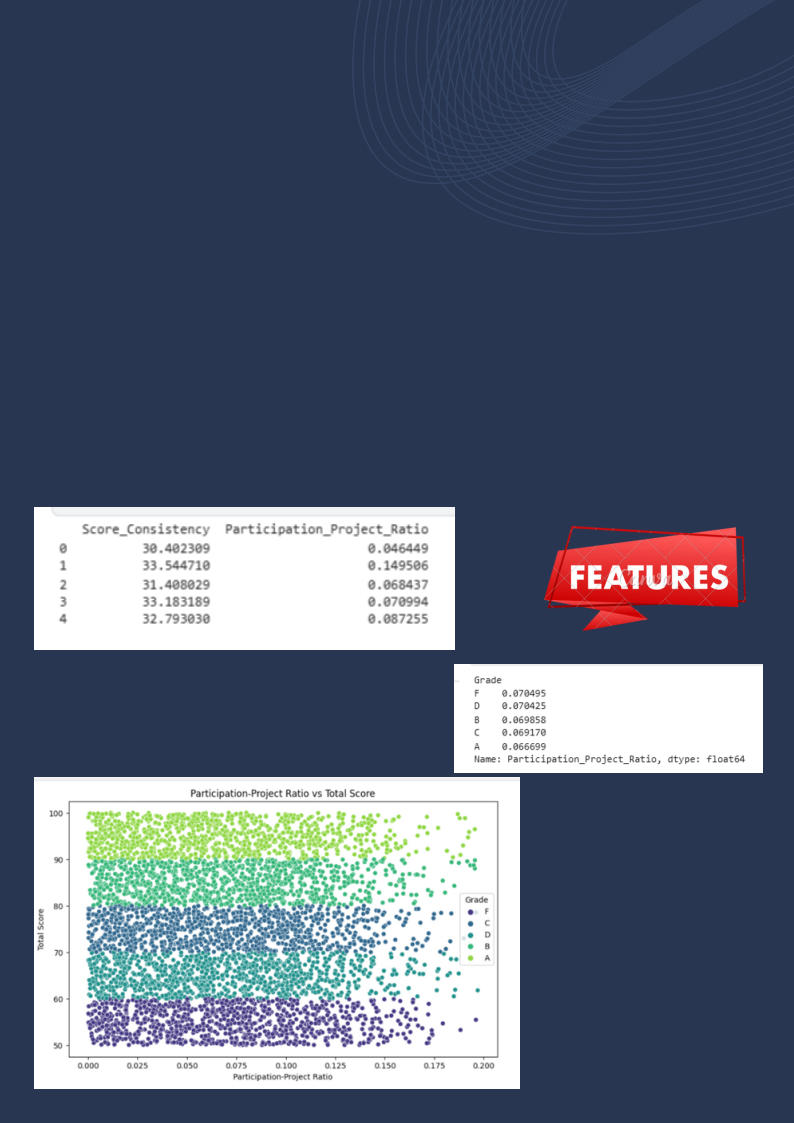 Score_Consistency Participation_Project_Ratio
0 30.402309 0.046449
1 33.544710 0.149506
2 31.408029 0.068437
3 33.183189 0.070994
4 32.793030 0.087255
FEATURES
Grade
F 0.070495
D 0.070425
B 0.069858
C 0.069170
A 0.066699
Name: Participation_Project_Ratio, dtype: float64
Participation-Project Ratio vs Total Score
Total Score
100
90
80
70
60
50
Grade
F
C
D
B
A
0.000 0.025 0.050 0.075 0.100 0.125 0.150 0.175 0.200
Participation-Project Ratio